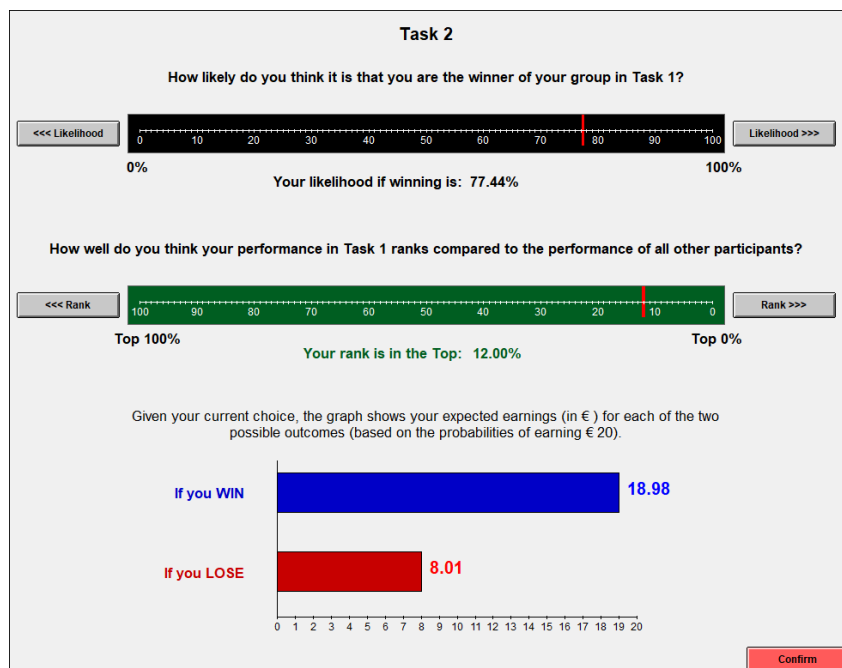 Task 2
How likely do you think it is that you are the winner of your group in Task 1?
<<< Likelihood
0 10 20 30 40 50 60 70 80 90 100
Likelihood >>>
0%
100%
Your likelihood if winning is: 77.44%
How well do you think your performance in Task 1 ranks compared to the performance of all other participants?
<<< Rank
100 90 80 70 60 50 40 30 20 10 0
Rank >>>
Top 100%
Top 0%
Your rank is in the Top: 12.00%
Given your current choice, the graph shows your expected earnings (in € ) for each of the two
possible outcomes (based on the probabilities of earning € 20).
If you WIN
18.98
If you LOSE
8.01
0 1 2 3 4 5 6 7 8 9 10 11 12 13 14 15 16 17 18 19 20
Confirm